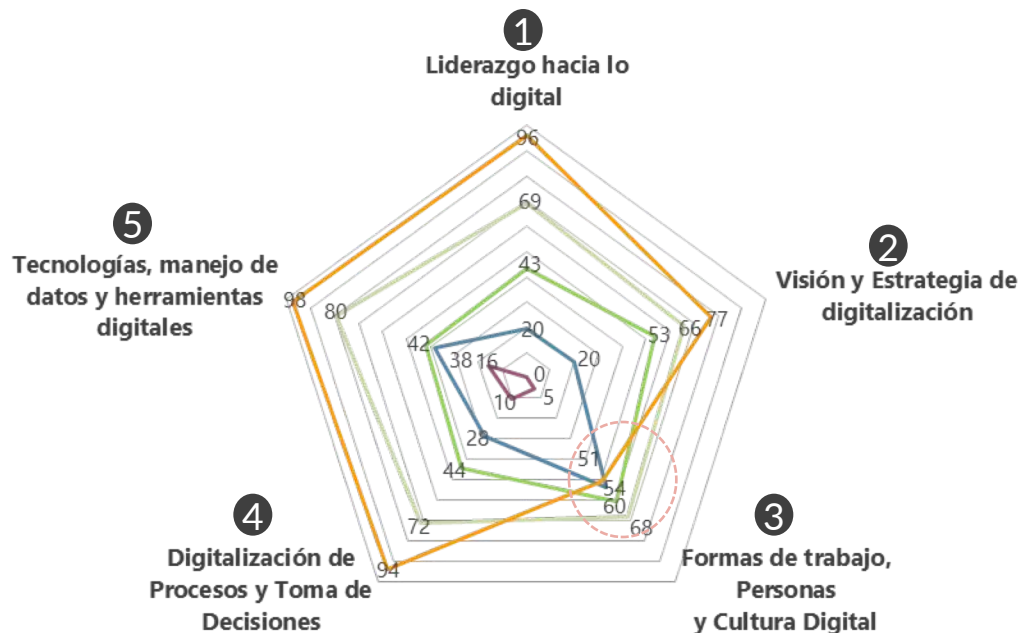 1
Liderazgo hacia lo
digital
96
69
43
20
0
2
Visión y Estrategia de
digitalización
77
66
53
20
3
Formas de trabajo,
Personas
y Cultura Digital
5
51
54
60
68
4
Digitalización de
Procesos y Toma de
Decisiones
94
72
44
28
10
5
Tecnologías, manejo de
datos y herramientas
digitales
98
80
42
38
16